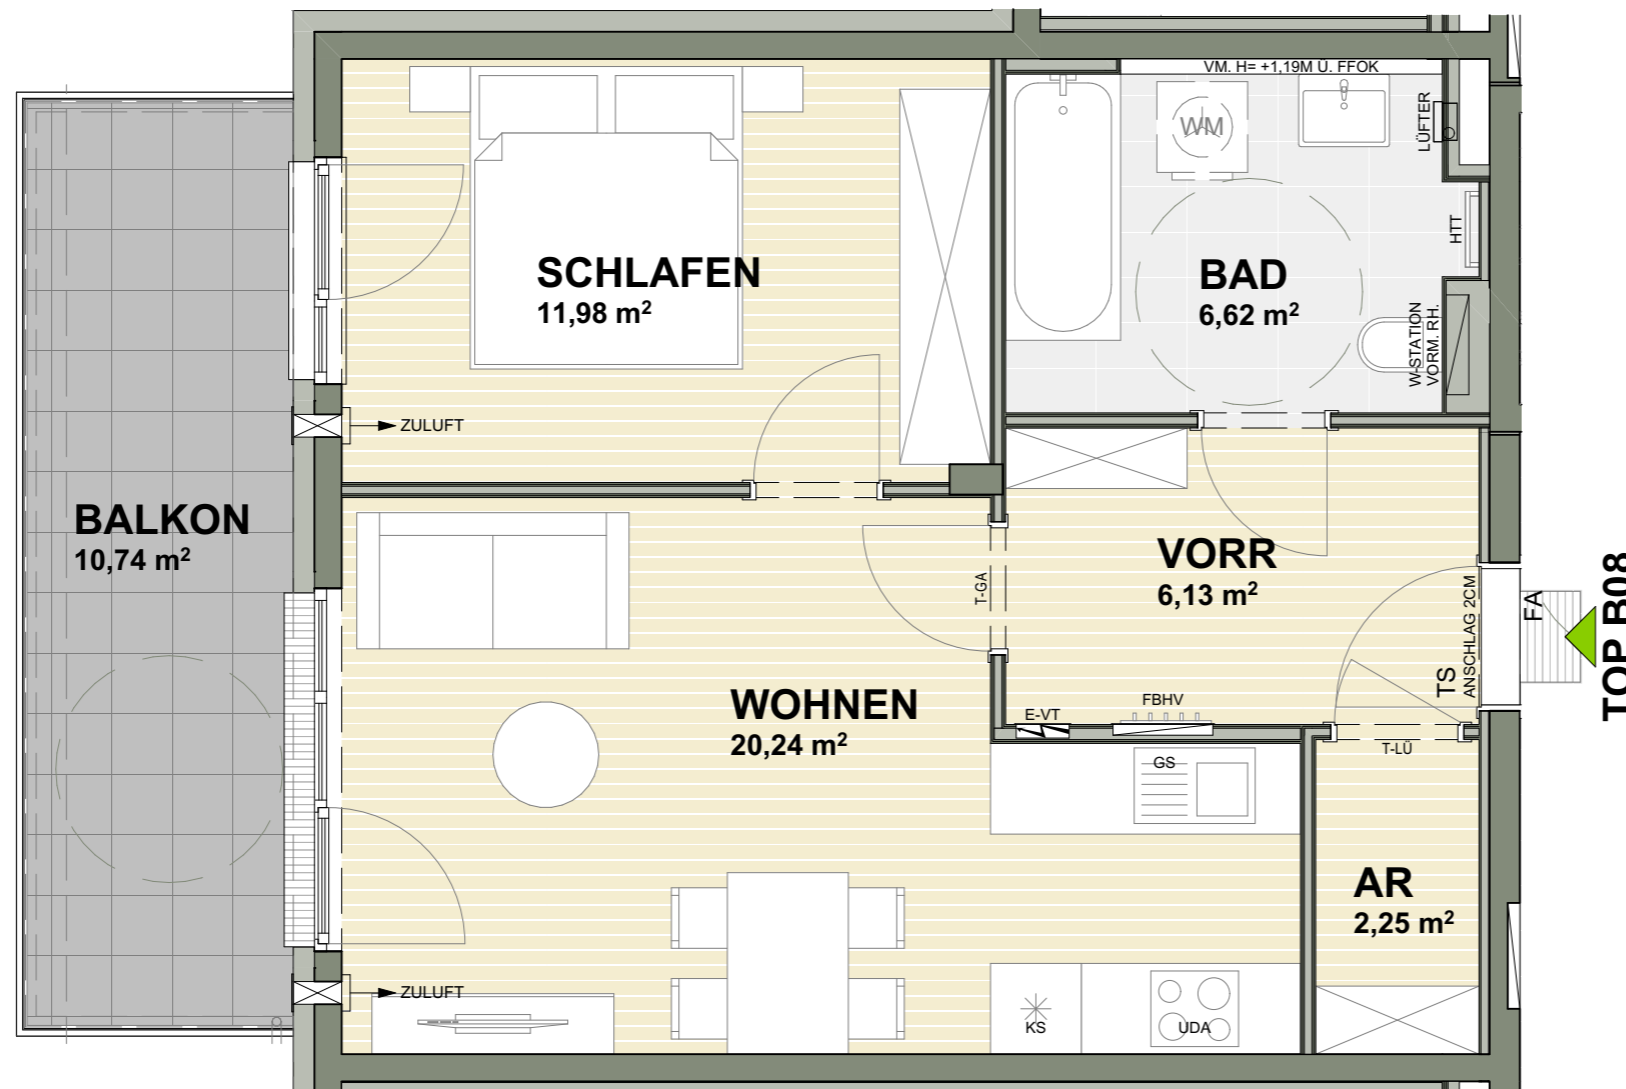 VM. H= +1,19M Ü. FFOK
WM
LÜFTER
SCHLAFEN
11,98 m²
BAD
6,62 m²
HTT
W-STATION
VORM. RH.
ZULUFT
BALKON
10,74 m²
VORR
6,13 m²
T-GA
TS
ANSCHLAG 2CM
FA
TOP B08
WOHNEN
20,24 m²
E-VT
FBHV
T-LÜ
GS
AR
2,25 m²
ZULUFT
KS
UDA